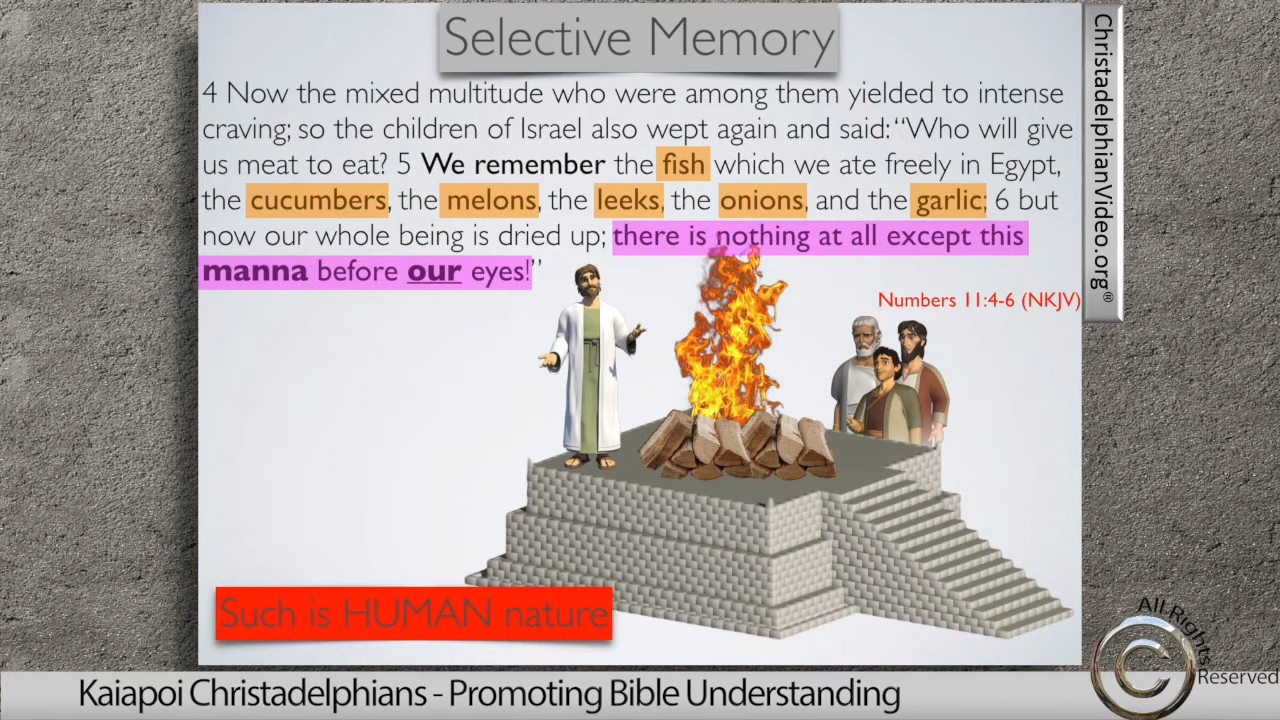 Selective Memory
4 Now the mixed multitude who were among them yielded to intense
craving; so the children of Israel also wept again and said: “Who will give
us meat to eat? 5 We remember the fish which we ate freely in Egypt,
the cucumbers, the melons, the leeks, the onions, and the garlic; 6 but
now our whole being is dried up; there is nothing at all except this
manna before our eyes!”
Numbers 11:4-6 (NKJV)
Such is HUMAN nature
ChristadelphianVideo.org®
All Rights
Reserved
Kaiapoi Christadelphians - Promoting Bible Understanding